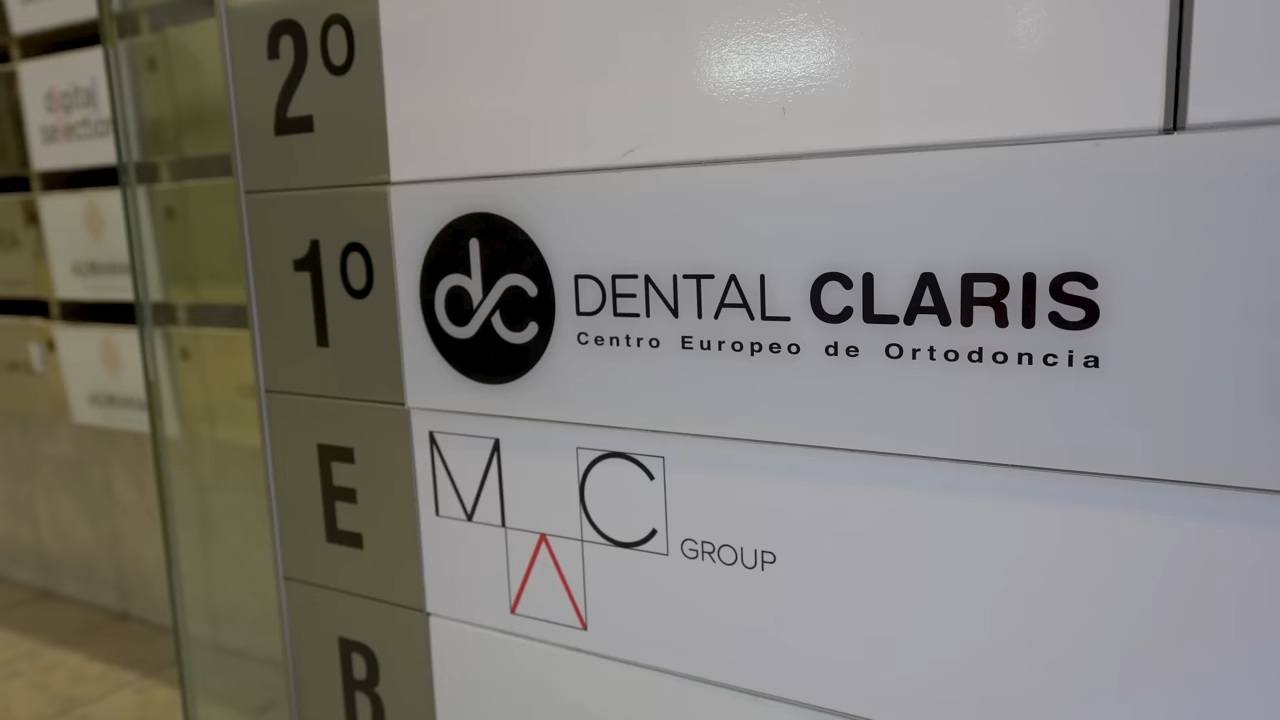 digital
selection
2º
1º
dc
DENTAL CLARIS
Centro Europeo de Ortodoncia
E
MAC GROUP
B